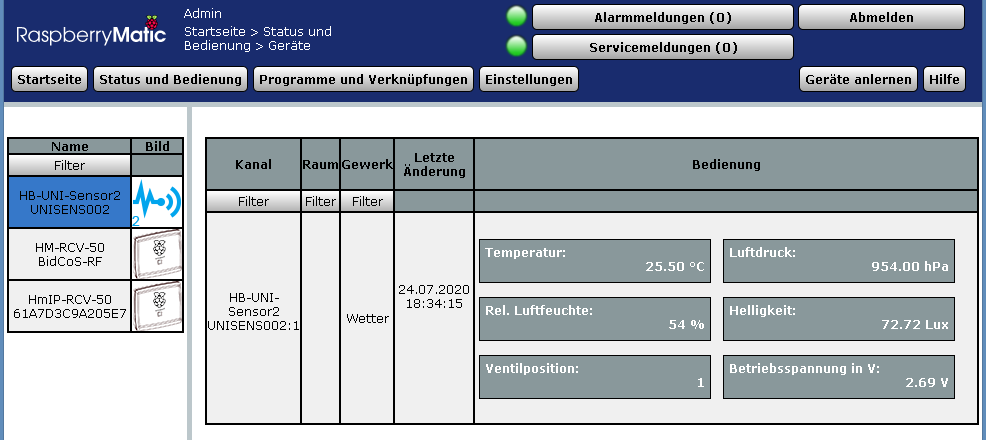 RaspberryMatic
Admin
Startseite > Status und
Bedienung > Geräte
Alarmmeldungen (0)
Abmelden
Servicemeldungen (0)
Startseite
Status und Bedienung
Programme und Verknüpfungen
Einstellungen
Geräte anlernen
Hilfe
Name
Bild
Filter
HB-UNI-Sensor2
UNISENS002
2
HM-RCV-50
BidCoS-RF
HmIP-RCV-50
61A7D3C9A205E7
Kanal
Raum
Gewerk
Letzte
Änderung
Bedienung
Filter
Filter
Filter
HB-UNI-
Sensor2
UNISENS002:1
Wetter
24.07.2020
18:34:15
Temperatur:
25.50 °C
Luftdruck:
954.00 hPa
Rel. Luftfeuchte:
54 %
Helligkeit:
72.72 Lux
Ventilposition:
1
Betriebsspannung in V:
2.69 V